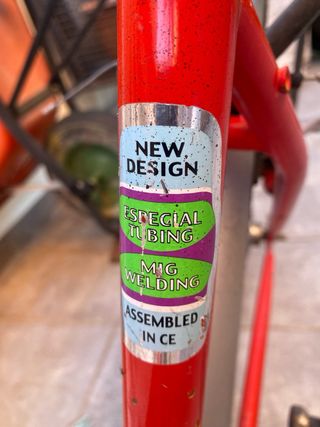 NEW
DESIGN
ESPECIAL
TUBING
MIG
WELDING
ASSEMBLED
IN CE